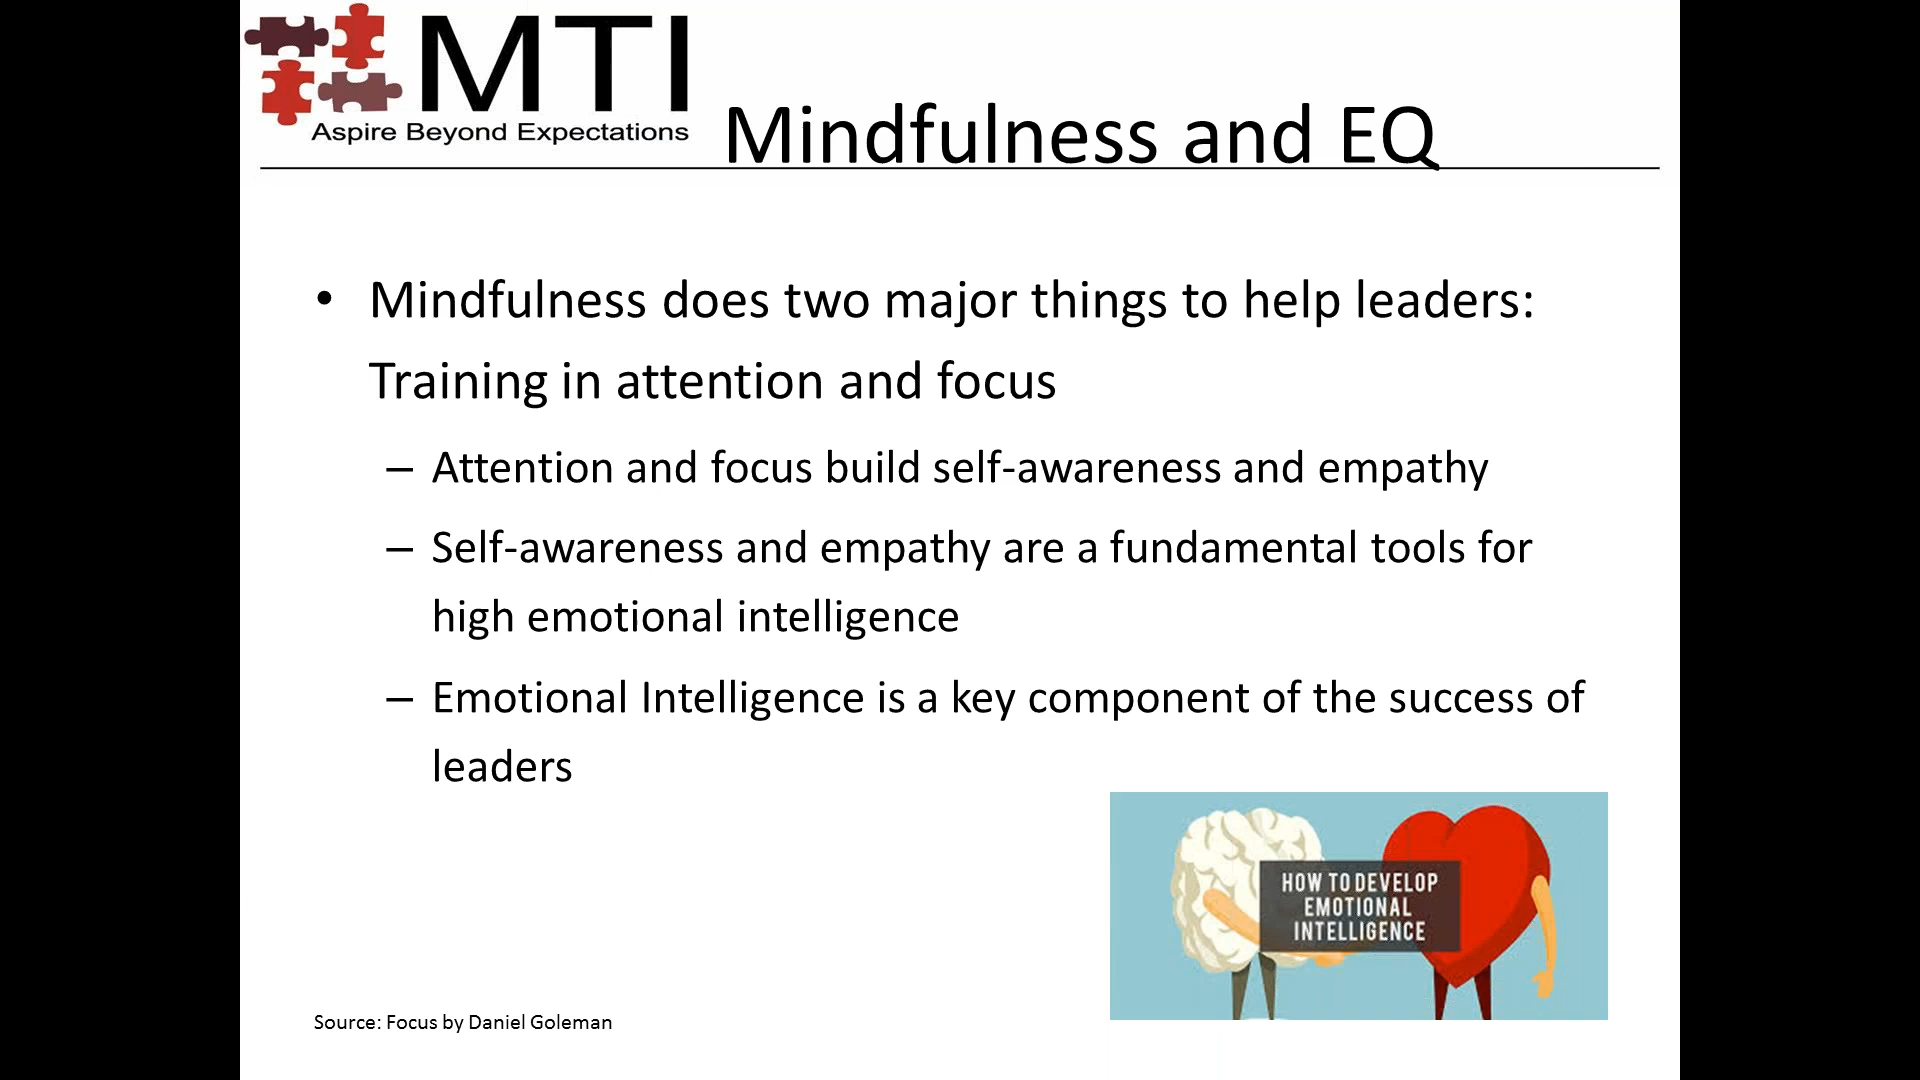 MTI
Aspire Beyond Expectations
Mindfulness and EQ
• Mindfulness does two major things to help leaders:
Training in attention and focus
– Attention and focus build self-awareness and empathy
– Self-awareness and empathy are a fundamental tools for
high emotional intelligence
– Emotional Intelligence is a key component of the success of
leaders
HOW TO DEVELOP
EMOTIONAL
INTELLIGENCE
Source: Focus by Daniel Goleman